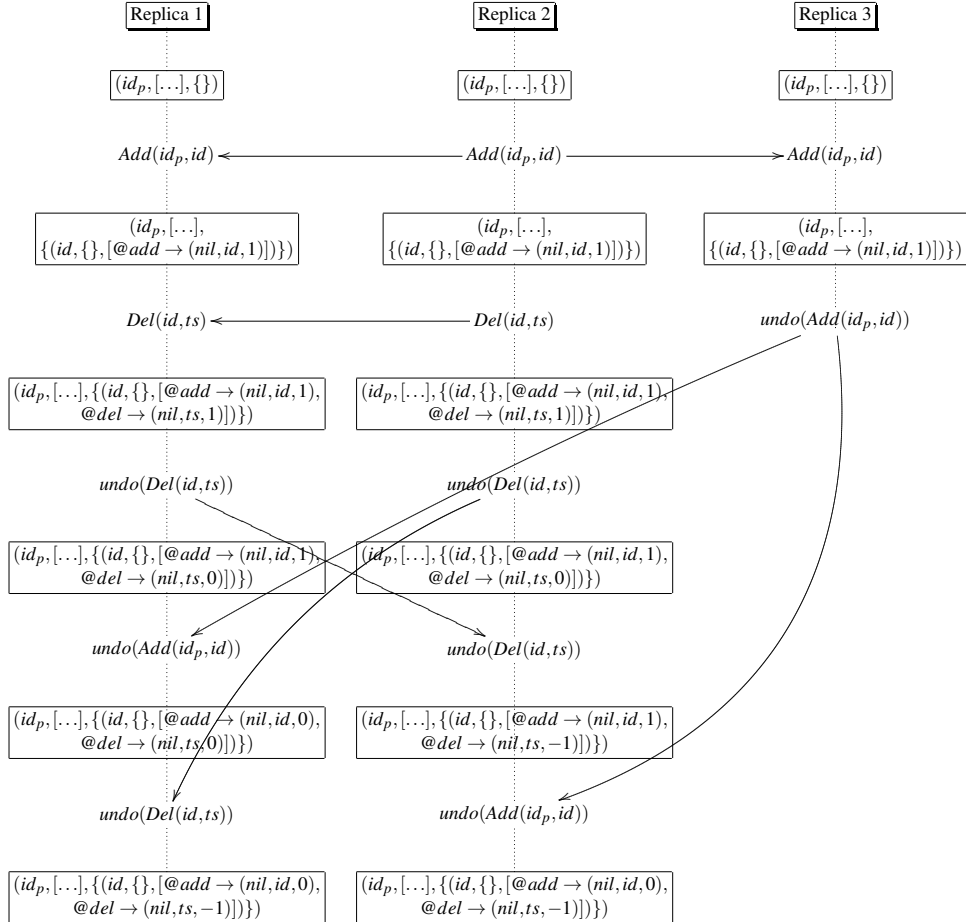 Replica 1
Replica 2
Replica 3
(id_p,[...],{})
(id_p,[...],{})
(id_p,[...],{})
Add(id_p,id)
Add(id_p,id)
Add(id_p,id)
(id_p,[...],
{(id,{},[@add→(nil,id,1)])})
(id_p,[...],
{(id,{},[@add→(nil,id,1)])})
(id_p,[...],
{(id,{},[@add→(nil,id,1)])})
Del(id,ts)
Del(id,ts)
undo(Add(id_p,id))
(id_p,[...],{(id,{},[@add→(nil,id,1),
@del→(nil,ts,1)])})
(id_p,[...],{(id,{},[@add→(nil,id,1),
@del→(nil,ts,1)])})
undo(Del(id,ts))
undo(Del(id,ts))
(id_p,[...],{(id,{},[@add→(nil,id,1),
@del→(nil,ts,0)])})
(id_p,[...],{(id,{},[@add→(nil,id,1),
@del→(nil,ts,0)])})
undo(Add(id_p,id))
undo(Del(id,ts))
(id_p,[...],{(id,{},[@add→(nil,id,0),
@del→(nil,ts,0)])})
(id_p,[...],{(id,{},[@add→(nil,id,1),
@del→(nil,ts,−1)])})
undo(Del(id,ts))
undo(Add(id_p,id))
(id_p,[...],{(id,{},[@add→(nil,id,0),
@del→(nil,ts,−1)])})
(id_p,[...],{(id,{},[@add→(nil,id,0),
@del→(nil,ts,−1)])})